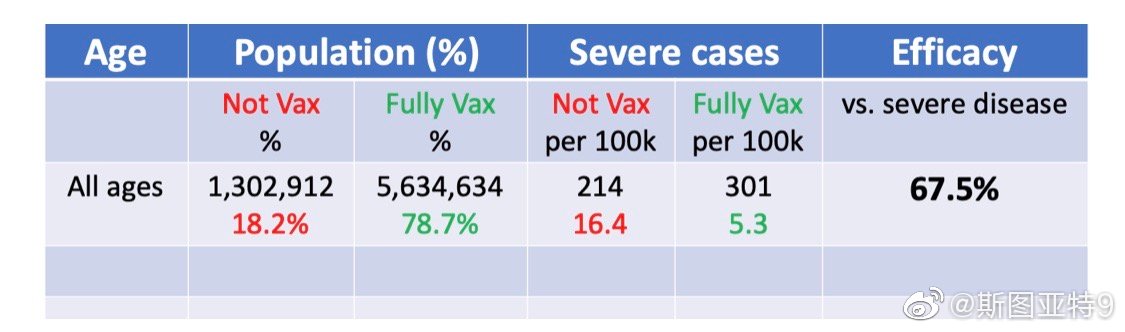 Age Population (%) Severe cases Efficacy
Not Vax Fully Vax Not Vax Fully Vax vs. severe disease
% % per 100k per 100k
All ages 1,302,912 5,634,634 214 301 67.5%
18.2% 78.7% 16.4 5.3
@斯图亚特9